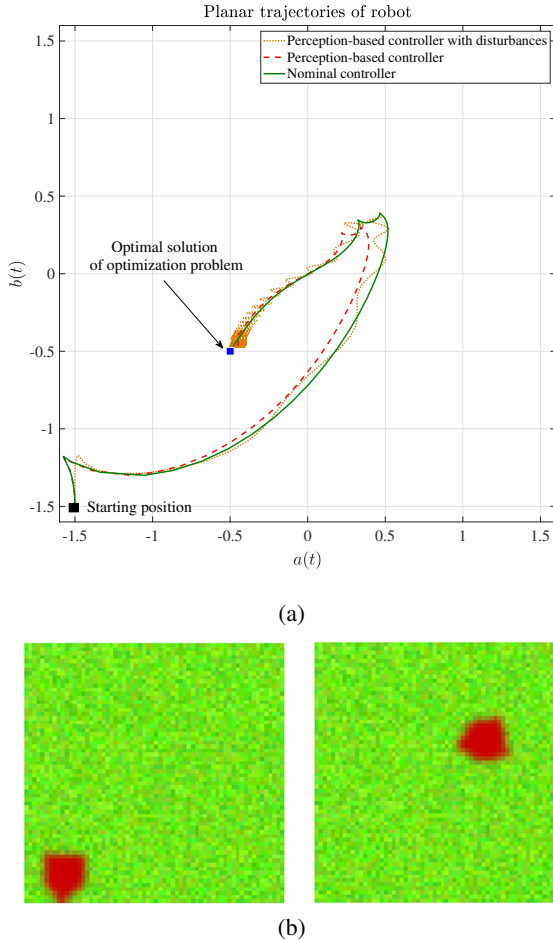 Planar trajectories of robot
1.5
Perception-based controller with disturbances
Perception-based controller
Nominal controller
1
0.5
Optimal solution
of optimization problem
b(t)
0
-0.5
-1
-1.5
Starting position
-1.5
-1
-0.5
0
0.5
1
1.5
a(t)
(a)
(b)